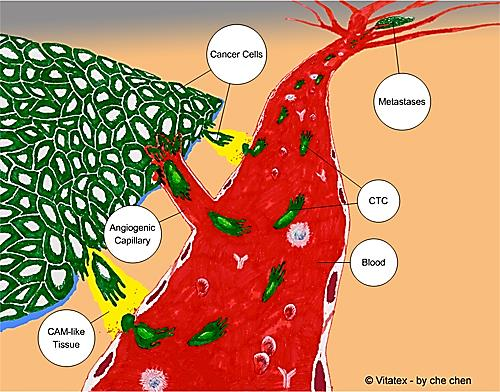 Cancer Cells
Metastases
CTC
Angiogenic
Capillary
Blood
CAM-like
Tissue
© Vitatex - by che chen